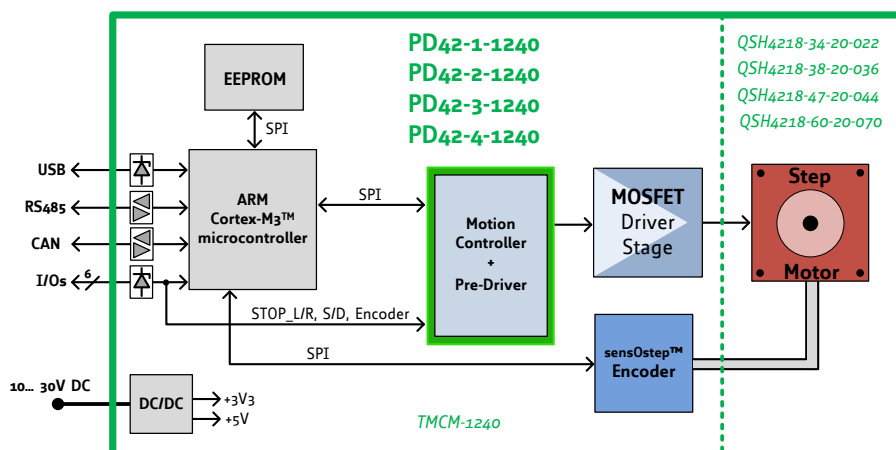 PD42-1-1240
PD42-2-1240
PD42-3-1240
PD42-4-1240
QSH4218-34-20-022
QSH4218-38-20-036
QSH4218-47-20-044
QSH4218-60-20-070
EEPROM
SPI
USB
RS485
CAN
I/Os
6
ARM
Cortex-M3™
microcontroller
SPI
Motion
Controller
+
Pre-Driver
MOSFET
Driver
Stage
Step
Motor
STOP_L/R, S/D, Encoder
SPI
sensOstep™
Encoder
10... 30V DC
DC/DC
+3V3
+5V
TMCM-1240